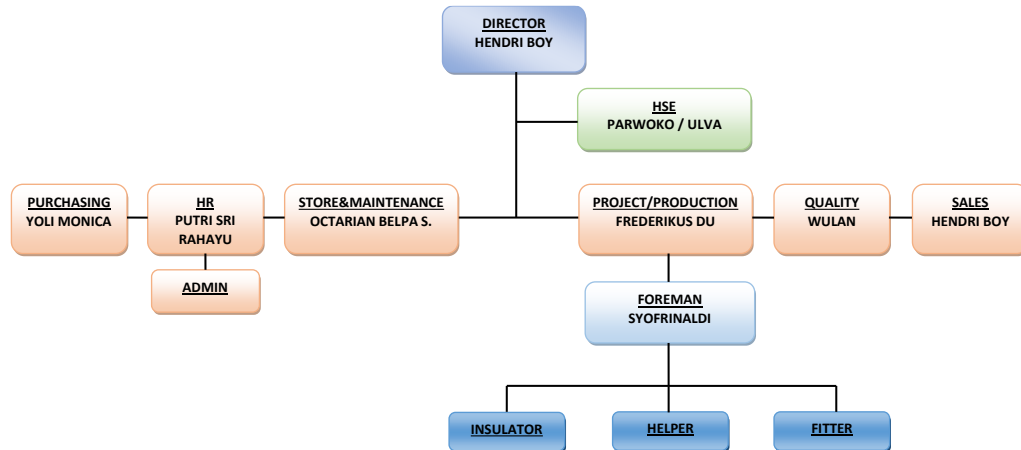 DIRECTOR
HENDRI BOY
HSE
PARWOKO / ULVA
PURCHASING
YOLI MONICA
HR
PUTRI SRI
RAHAYU
STORE&MAINTENANCE
OCTARIAN BELPA S.
PROJECT/PRODUCTION
FREDERIKUS DU
QUALITY
WULAN
SALES
HENDRI BOY
ADMIN
FOREMAN
SYOFRINALDI
INSULATOR
HELPER
FITTER